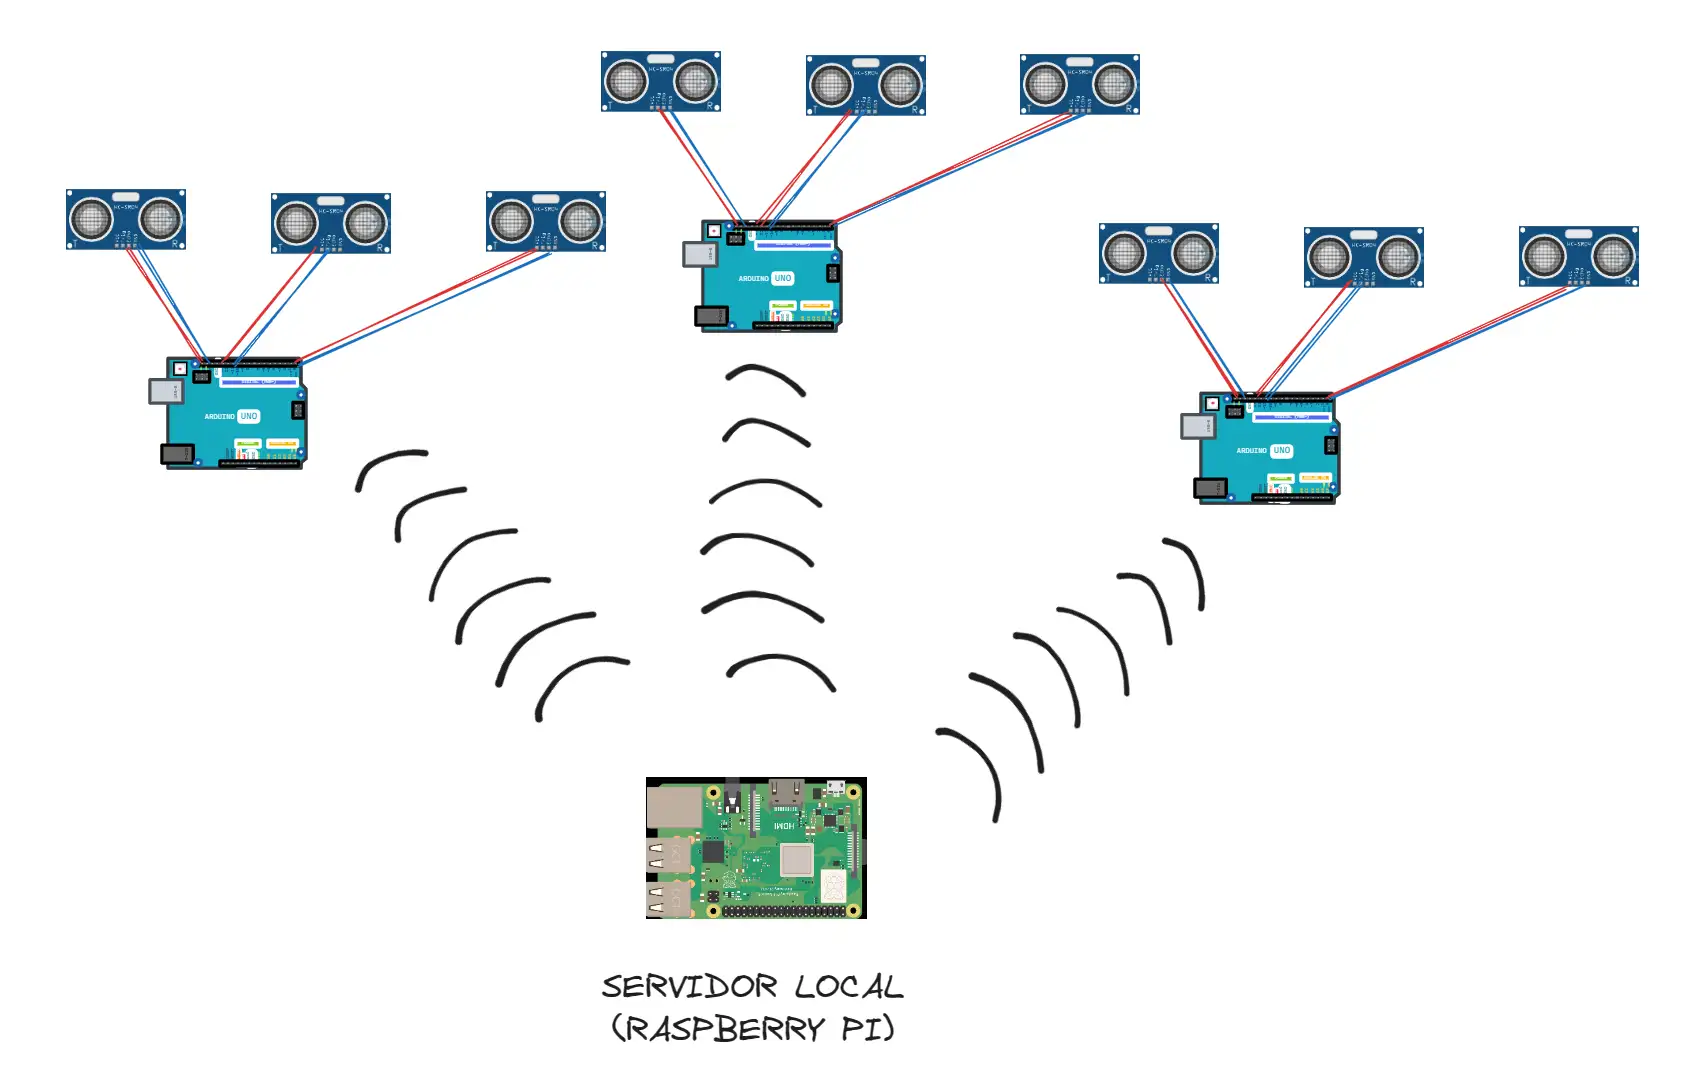 HC-SR04
HC-SR04
HC-SR04
HC-SR04
HC-SR04
HC-SR04
HC-SR04
HC-SR04
HC-SR04
ARDUINO UNO
ARDUINO UNO
ARDUINO UNO
HDMI
SERVIDOR LOCAL
(RASPBERRY PI)